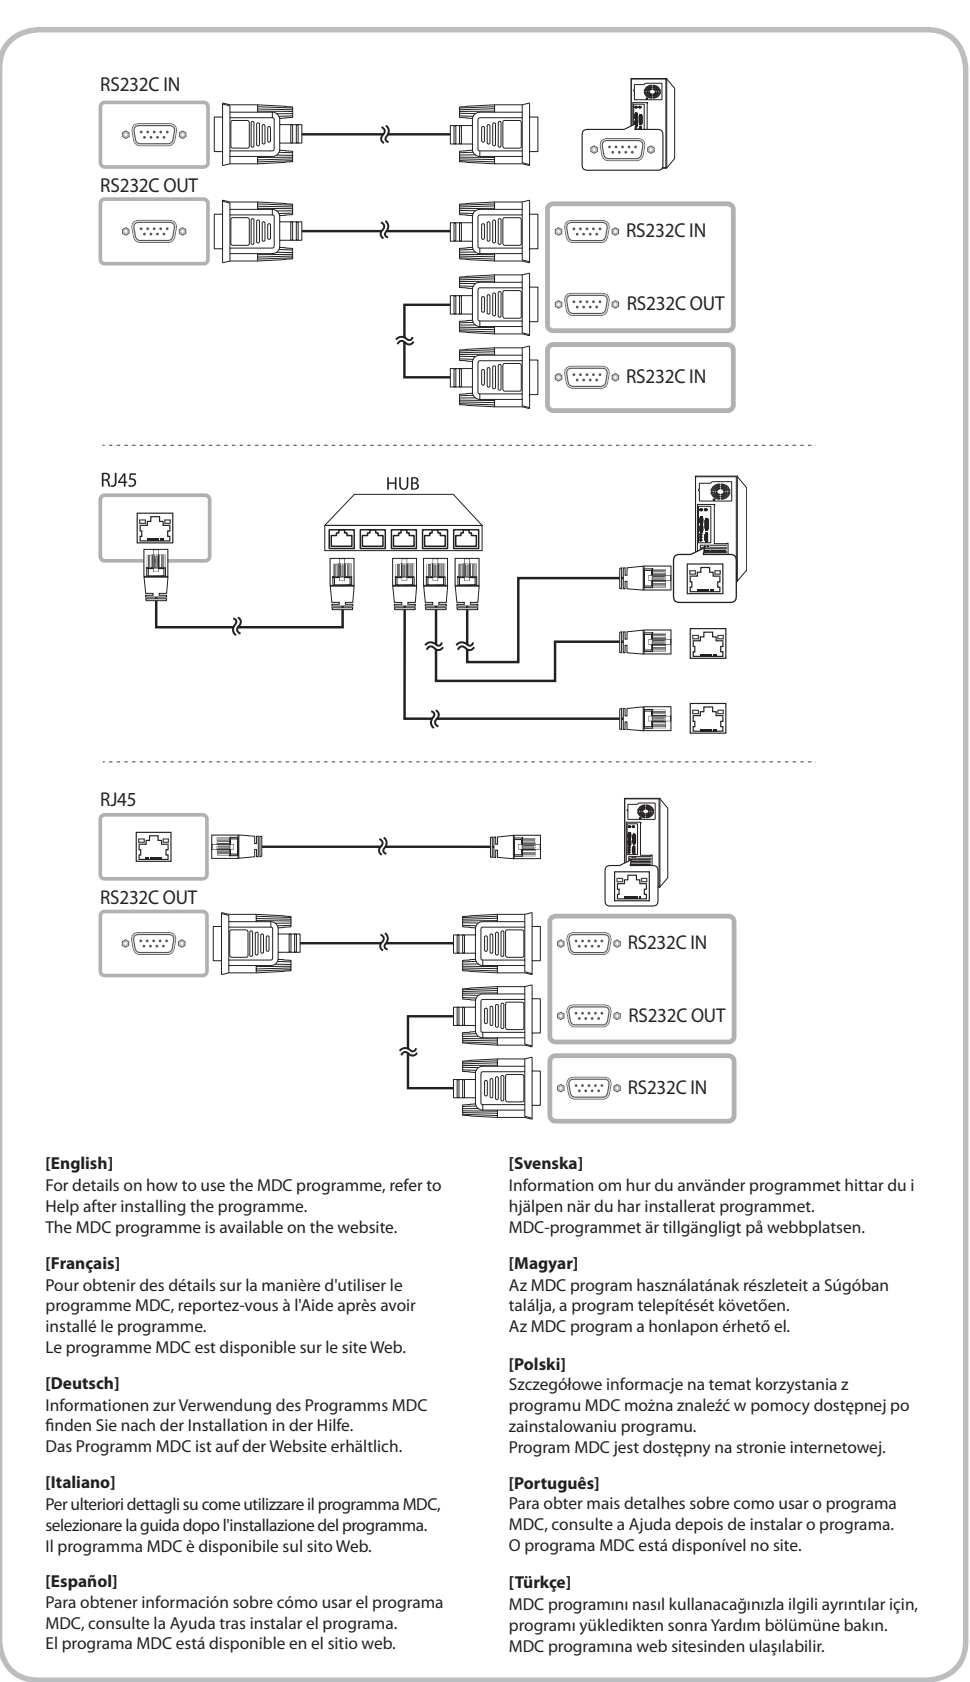 RS232C IN
RS232C OUT
RS232C IN
RS232C OUT
RS232C IN
RJ45
HUB
RJ45
RS232C OUT
RS232C IN
RS232C OUT
RS232C IN
[English]
For details on how to use the MDC programme, refer to
Help after installing the programme.
The MDC programme is available on the website.
[Français]
Pour obtenir des détails sur la manière d'utiliser le
programme MDC, reportez-vous à l'Aide après avoir
installé le programme.
Le programme MDC est disponible sur le site Web.
[Deutsch]
Informationen zur Verwendung des Programms MDC
finden Sie nach der Installation in der Hilfe.
Das Programm MDC ist auf der Website erhältlich.
[Italiano]
Per ulteriori dettagli su come utilizzare il programma MDC,
selezionare la guida dopo l'installazione del programma.
Il programma MDC è disponibile sul sito Web.
[Español]
Para obtener información sobre cómo usar el programa
MDC, consulte la Ayuda tras instalar el programa.
El programa MDC está disponible en el sitio web.
[Svenska]
Information om hur du använder programmet hittar du i
hjälpen när du har installerat programmet.
MDC-programmet är tillgängligt på webbplatsen.
[Magyar]
Az MDC program használatának részleteit a Súgóban
találja, a program telepítését követően.
Az MDC program a honlapon érhető el.
[Polski]
Szczegółowe informacje na temat korzystania z
programu MDC można znaleźć w pomocy dostępnej po
zainstalowaniu programu.
Program MDC jest dostępny na stronie internetowej.
[Português]
Para obter mais detalhes sobre como usar o programa
MDC, consulte a Ajuda depois de instalar o programa.
O programa MDC está disponível no site.
[Türkçe]
MDC programını nasıl kullanacağınızla ilgili ayrıntılar için,
programı yükledikten sonra Yardım bölümüne bakın.
MDC programına web sitesinden ulaşılabilir.